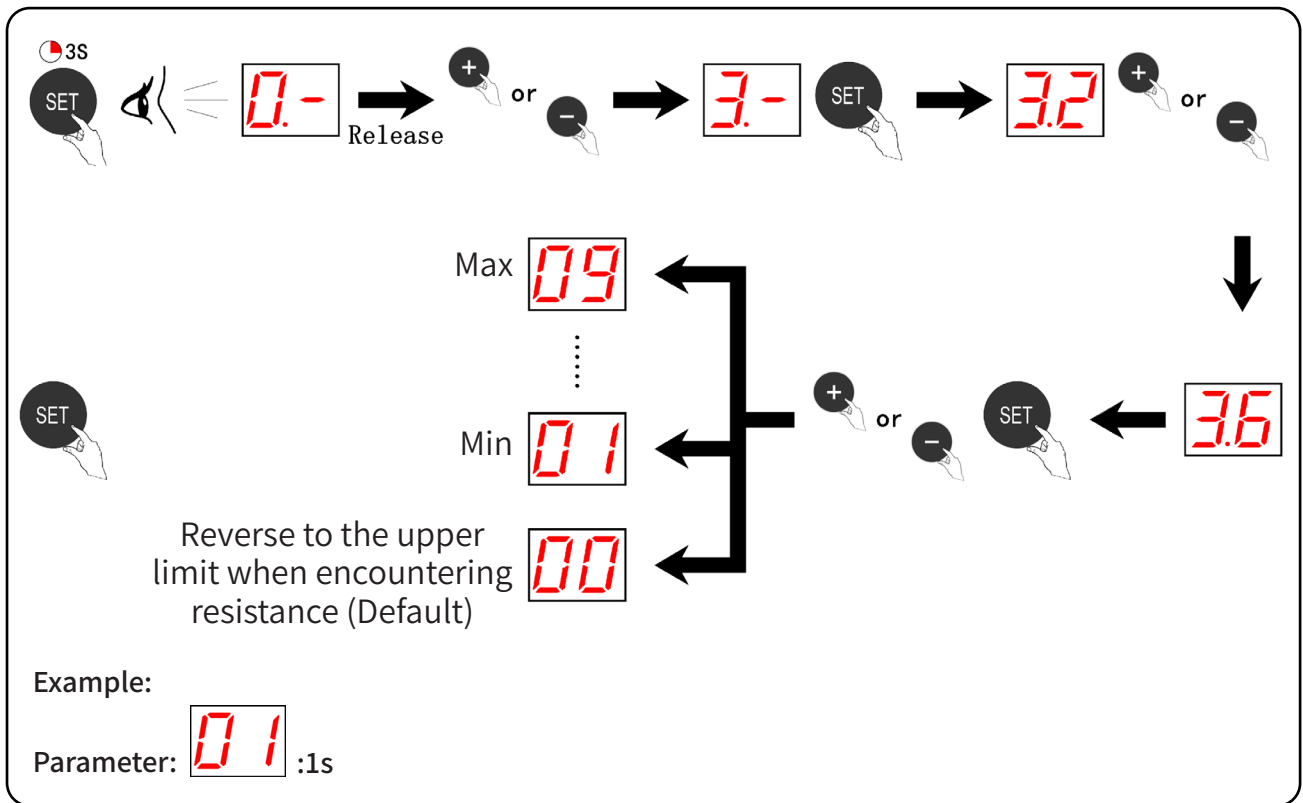 3S
SET
0.-
Release
+ or -
3.-
SET
3.2
+ or -
Max 09
Min 01
+ or -
SET
3.6
SET
Reverse to the upper
limit when encountering
resistance (Default)
00
Example:
Parameter: 01 :1s